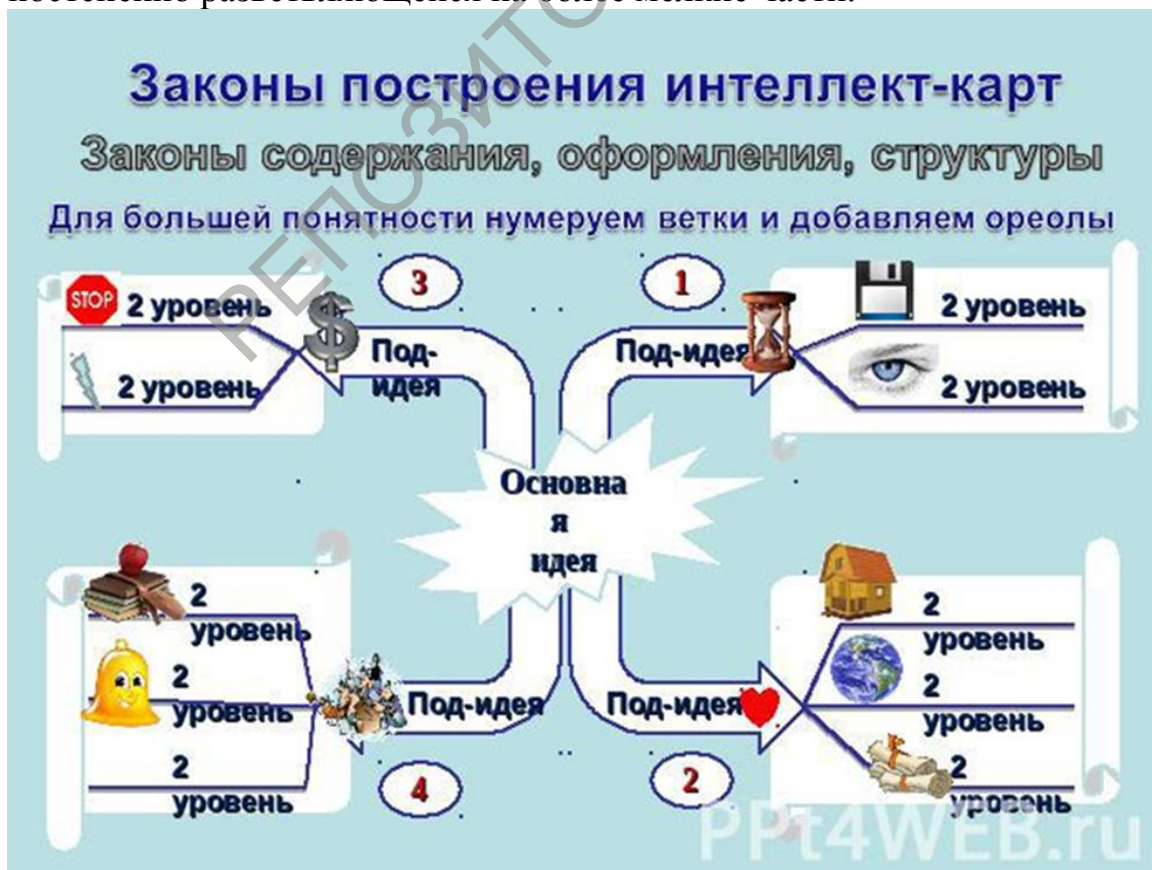 Законы построения интеллект-карт
Законы содержания, оформления, структуры
Для большей понятности нумеруем ветки и добавляем ореолы
3
1
STOP
2 уровень
2 уровень
$
Под-
идея
Под-идея
2 уровень
2 уровень
Основна
я
идея
2
уровень
2
уровень
2
уровень
Под-идея
Под-идея
2
уровень
2
уровень
2
уровень
4
2
PPt4WEB.ru
РЕПОЗИТО